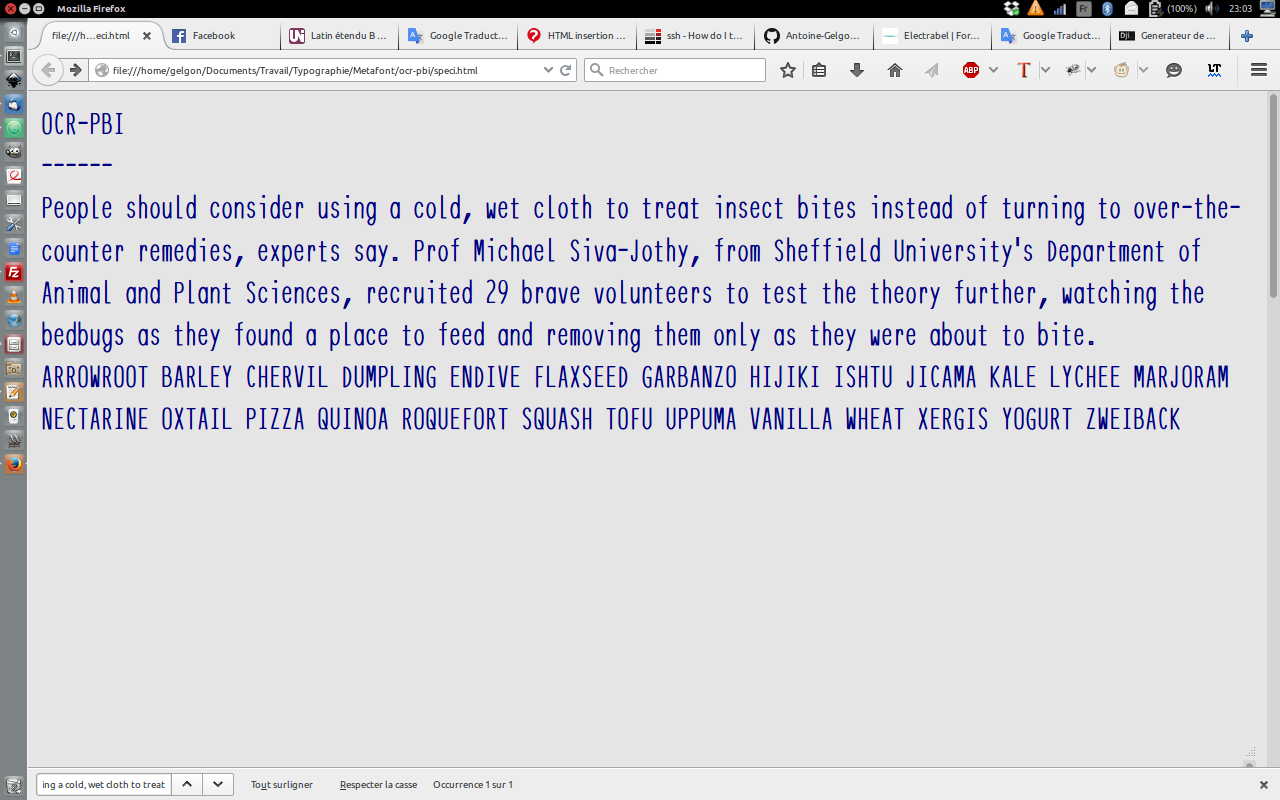 Mozilla Firefox
Fr
(100%)
23:03
file:///h...eci.html
Facebook
Latin étendu B ...
Google Traduct...
HTML insertion ...
ssh - How do I t...
Antoine-Gelgo...
Electrabel | For...
Google Traduct...
Generateur de ...
file:///home/gelgon/Documents/Travail/Typographie/Metafont/ocr-pbi/speci.html
Rechercher
ABP
LT
OCR-PBI
------
People should consider using a cold, wet cloth to treat insect bites instead of turning to over-the-
counter remedies, experts say. Prof Michael Siva-Jothy, from Sheffield University's Department of
Animal and Plant Sciences, recruited 29 brave volunteers to test the theory further, watching the
bedbugs as they found a place to feed and removing them only as they were about to bite.
ARROWROOT BARLEY CHERVIL DUMPLING ENDIVE FLAXSEED GARBANZO HIJIKI ISHTU JICAMA KALE LYCHEE MARJORAM
NECTARINE OXTAIL PIZZA QUINOA ROQUEFORT SQUASH TOFU UPPUMA VANILLA WHEAT XERGIS YOGURT ZWEIBACK
ing a cold, wet cloth to treat
Tout surligner
Respecter la casse
Occurrence 1 sur 1